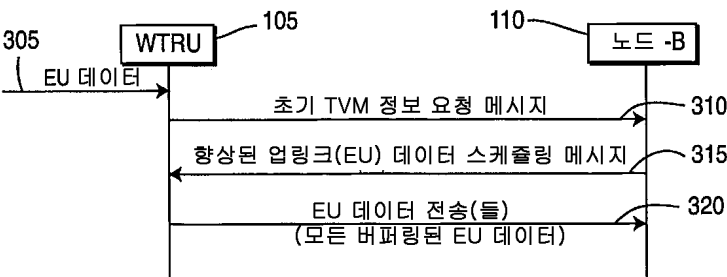 WTRU
105
110
노드 -B
305
EU 데이터
초기 TVM 정보 요청 메시지
310
향상된 업링크(EU) 데이터 스케쥴링 메시지
315
EU 데이터 전송(들)
(모든 버퍼링된 EU 데이터)
320